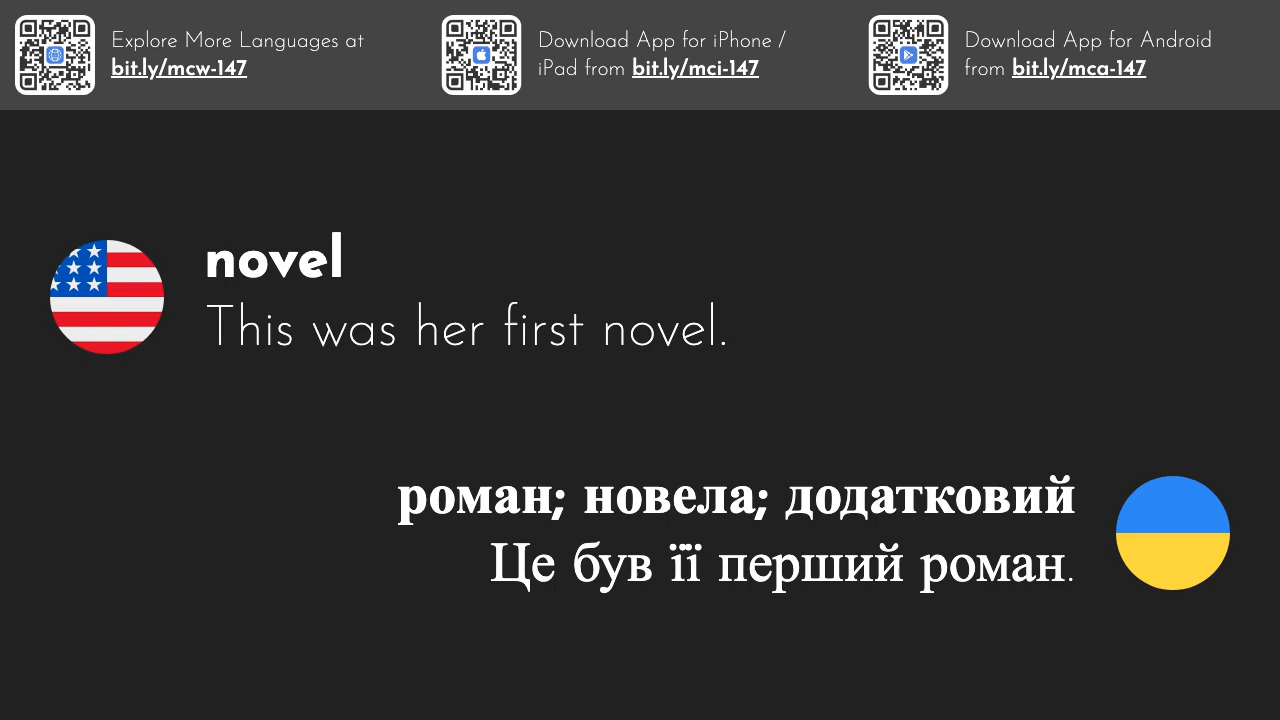 Explore More Languages at
bit.ly/mcw-147
Download App for iPhone /
iPad from bit.ly/mci-147
Download App for Android
from bit.ly/mca-147
novel
This was her first novel.
роман; новела; додатковий
Це був її перший роман.